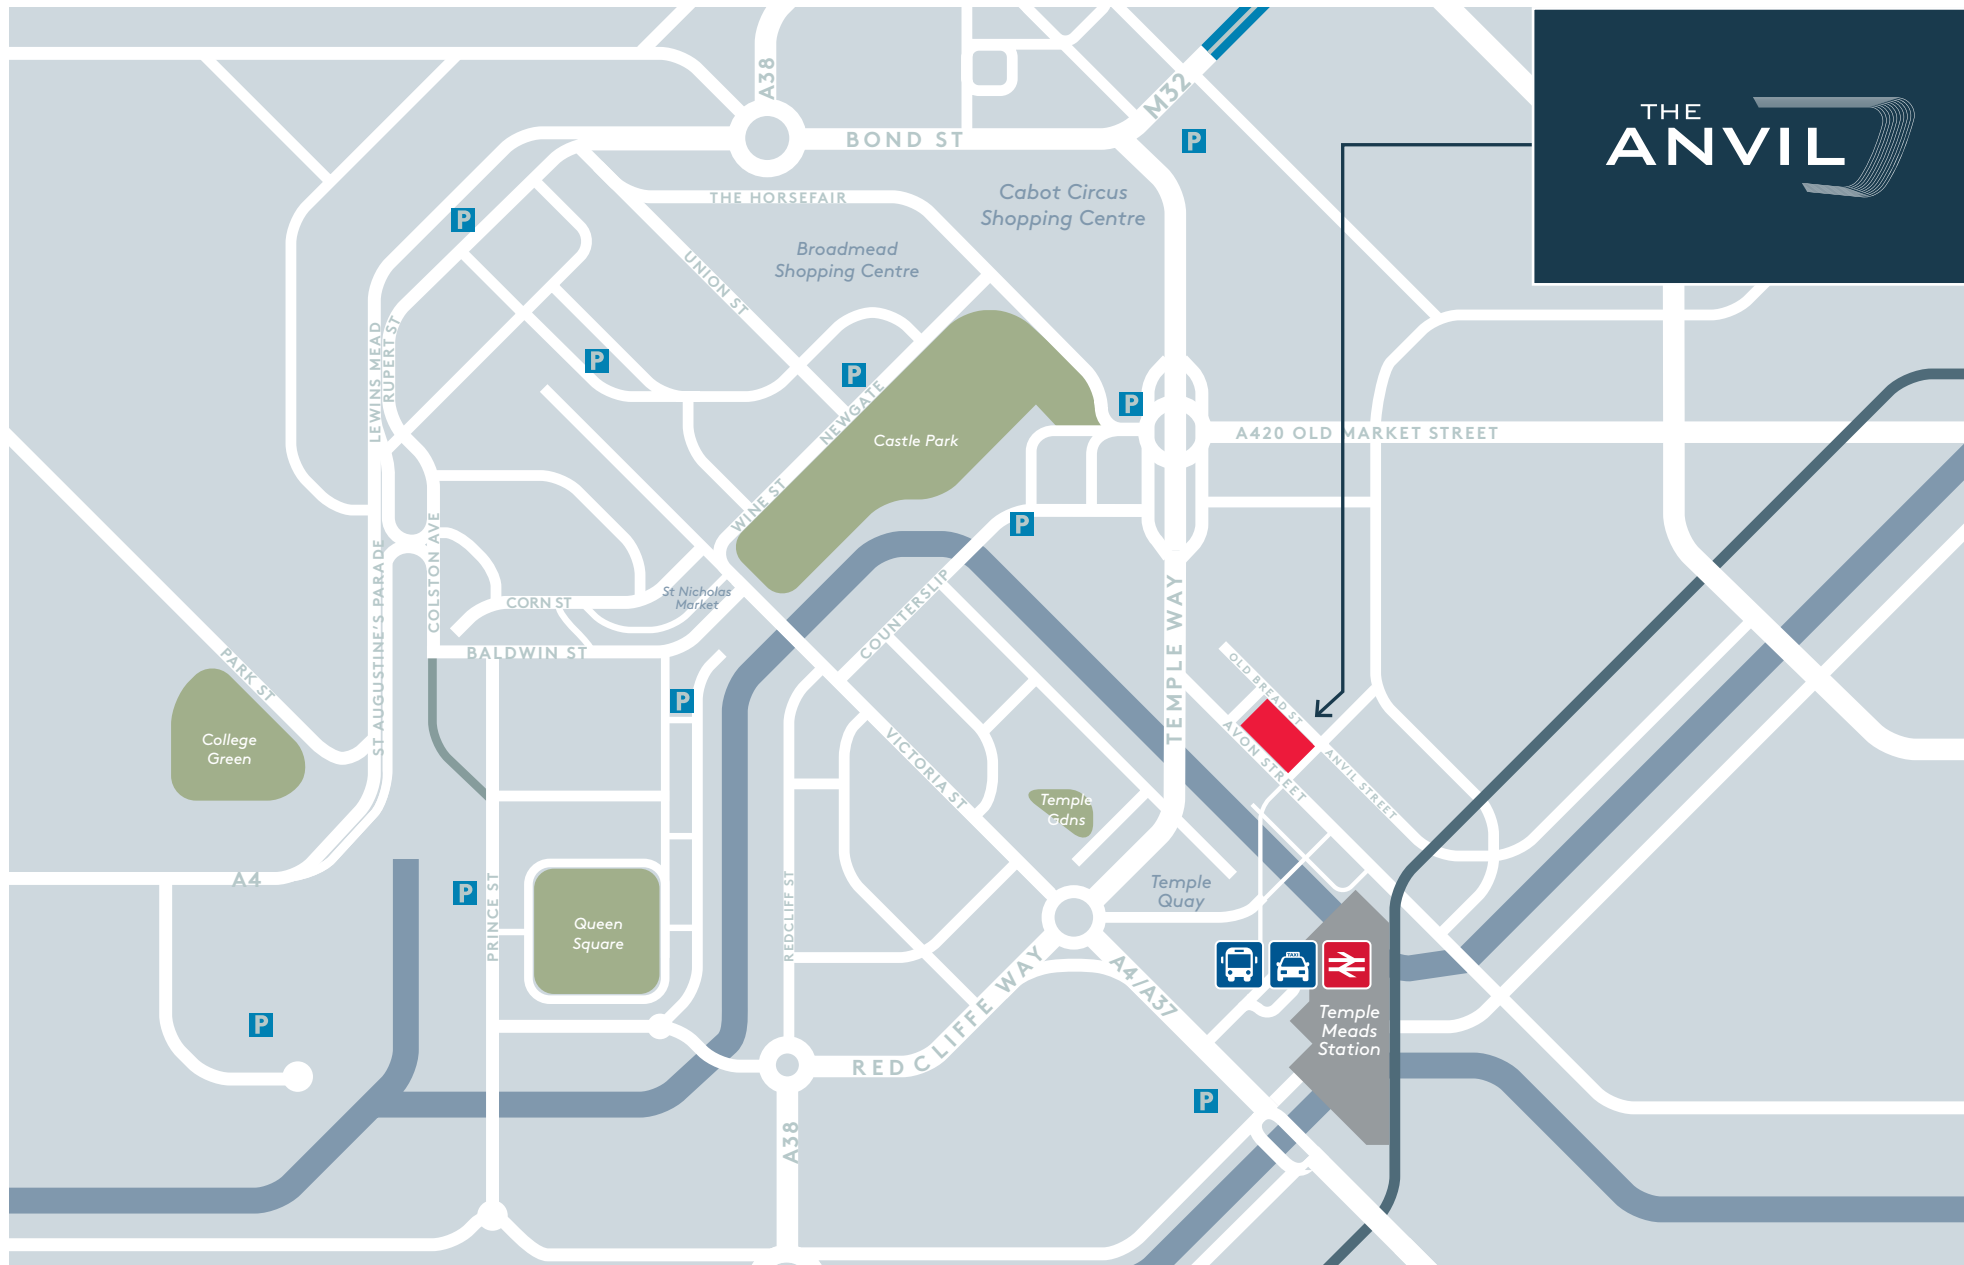 THE
ANVIL
A38
M32
BOND ST
P
Cabot Circus
Shopping Centre
THE HORSEFAIR
P
Broadmead
Shopping Centre
UNION ST
LEWINS MEAD
RUPERT ST
P
P
NEWGATE
P
Castle Park
A420 OLD MARKET STREET
WINE ST
P
COLSTON AVE
ST AUGUSTINE'S PARADE
CORN ST
St Nicholas
Market
COUNTERSLIP
TEMPLE WAY
BALDWIN ST
PARK ST
OLD BREAD ST
P
College
Green
AVON STREET
ANVIL STREET
VICTORIA ST
Temple
Gdns
A4
P
PRINCE ST
REDCLIFF ST
Temple
Quay
Queen
Square
TAXI
A4/A37
REDCLIFFE WAY
P
Temple
Meads
Station
P
A38